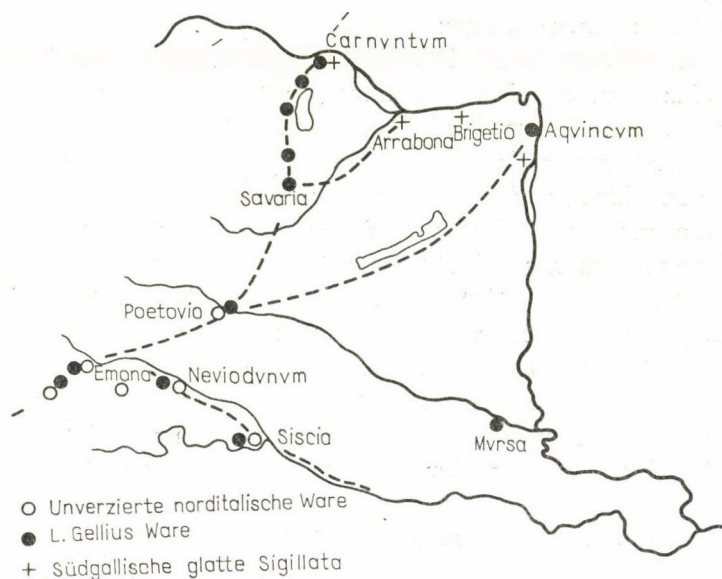 Carnvntvm
Arrabona
Brigetio
Aqvincvm
Savaria
Poetovio
Emona
Neviodvnvm
Siscia
Mvrsa
Unverzierte norditalische Ware
L. Gellius Ware
Südgallische glatte Sigillata